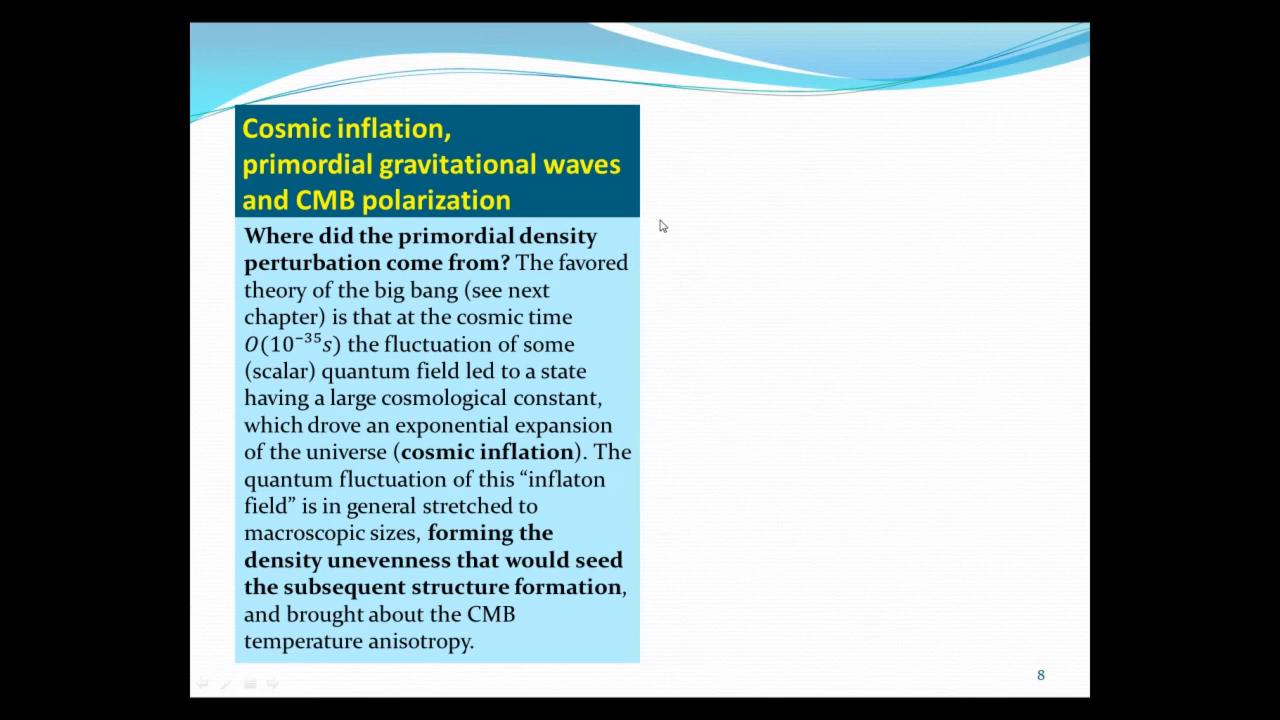 Cosmic inflation,
primordial gravitational waves
and CMB polarization
Where did the primordial density
perturbation come from? The favored
theory of the big bang (see next
chapter) is that at the cosmic time
𝑂(10⁻³⁵𝑠) the fluctuation of some
(scalar) quantum field led to a state
having a large cosmological constant,
which drove an exponential expansion
of the universe (cosmic inflation). The
quantum fluctuation of this “inflaton
field” is in general stretched to
macroscopic sizes, forming the
density unevenness that would seed
the subsequent structure formation,
and brought about the CMB
temperature anisotropy.
8